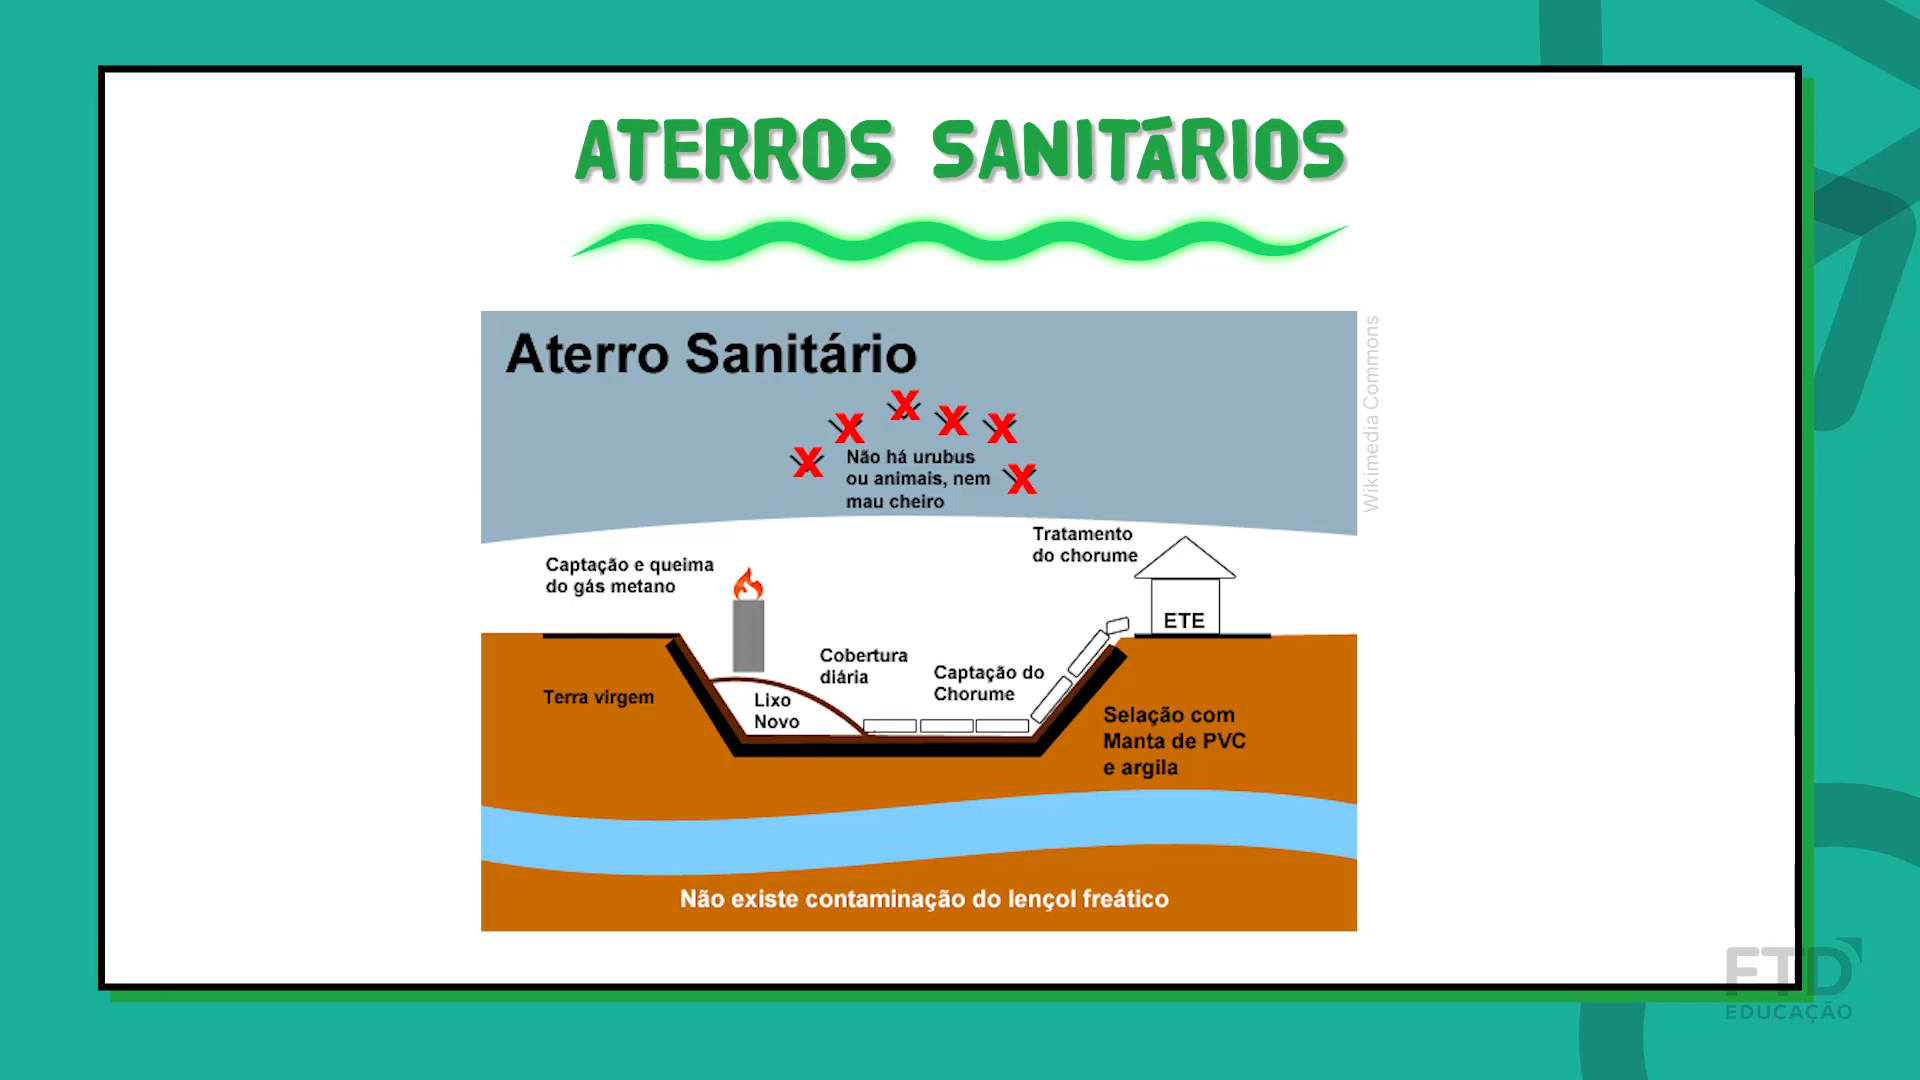 ATERROS SANITÁRIOS
Aterro Sanitário
Wikimedia Commons
X X X X X X
Não há urubus
ou animais, nem
mau cheiro
Tratamento
do chorume
Captação e queima
do gás metano
ETE
Cobertura
diária
Captação do
Chorume
Terra virgem
Lixo
Novo
Selação com
Manta de PVC
e argila
Não existe contaminação do lençol freático
FTD
EDUCAÇÃO